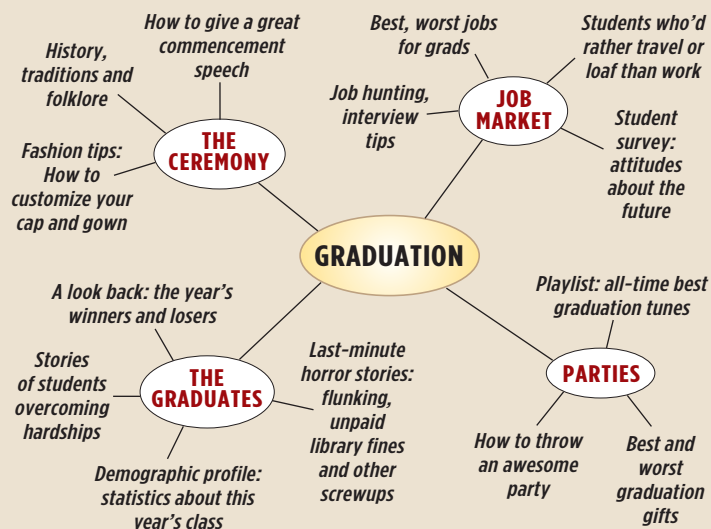 How to give a great
commencement
speech
History,
traditions and
folklore
Fashion tips:
How to
customize your
cap and gown
THE
CEREMONY
Best, worst jobs
for grads
Students who'd
rather travel or
loaf than work
Job hunting,
interview
tips
JOB
MARKET
Student
survey:
attitudes
about the
future
GRADUATION
A look back: the year's
winners and losers
Stories
of students
overcoming
hardships
THE
GRADUATES
Last-minute
horror stories:
flunking,
unpaid
library fines
and other
screwups
Demographic profile:
statistics about this
year's class
Playlist: all-time best
graduation tunes
PARTIES
How to throw
an awesome
party
Best and
worst
graduation
gifts